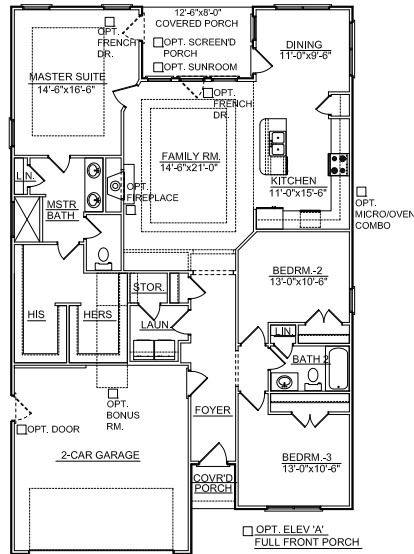 12'-6"x8'-0"
COVERED PORCH
OPT.
FRENCH
DR.
OPT. SCREEN'D
PORCH
OPT. SUNROOM
DINING
11'-0"x9'-6"
MASTER SUITE
14'-6"x16'-6"
OPT.
FRENCH
DR.
FAMILY RM.
14'-6"x21'-0"
KITCHEN
11'-0"x15'-6"
LIN.
OPT.
FIREPLACE
MSTR
BATH
OPT.
MICRO/OVEN
COMBO
BEDRM.-2
13'-0"x10'-6"
STOR.
HIS
HERS
LAUN.
LIN.
BATH 2
OPT.
BONUS
RM.
FOYER
OPT. DOOR
2-CAR GARAGE
BEDRM.-3
13'-0"x10'-6"
COV'R'D
PORCH
OPT. ELEV 'A'
FULL FRONT PORCH